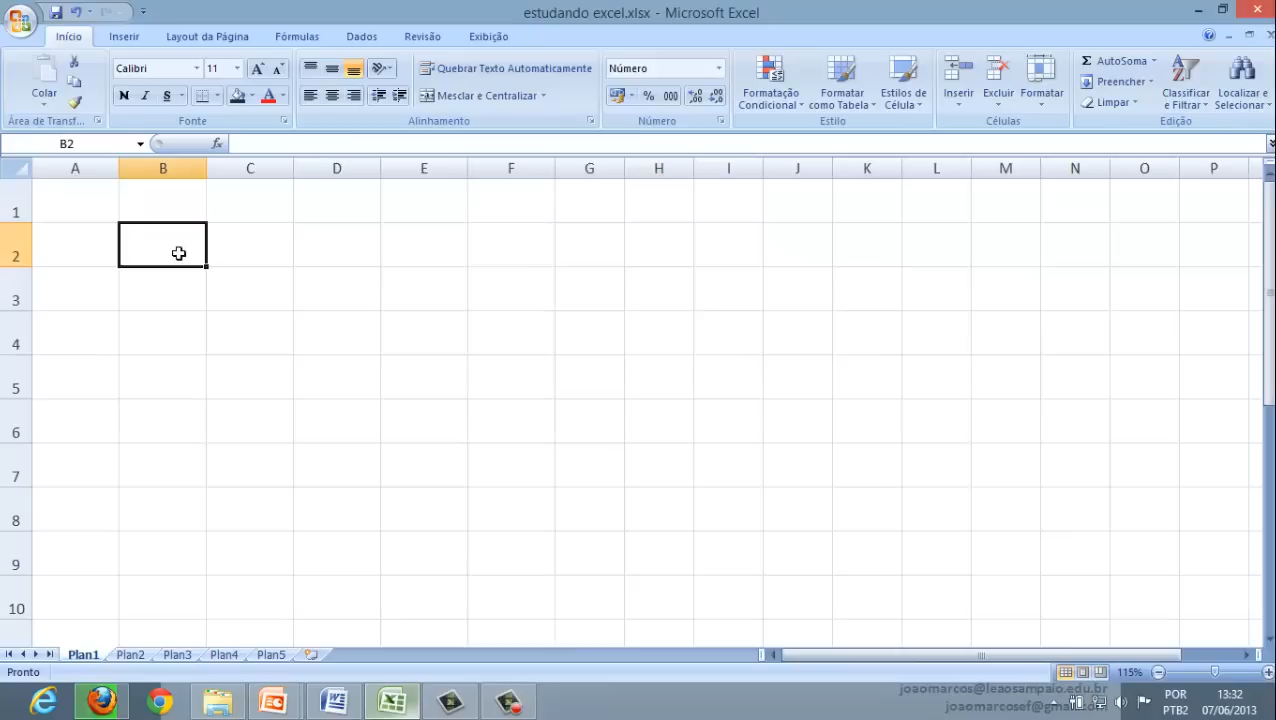 estudando excel.xlsx - Microsoft Excel
Início Inserir Layout da Página Fórmulas Dados Revisão Exibição
Colar
Área de Transf...
Calibri 11
N I S
Fonte
Quebrar Texto Automaticamente
Mesclar e Centralizar
Alinhamento
Número
% 000
Número
Formatação Condicional
Formatar como Tabela
Estilos de Célula
Estilo
Inserir Excluir Formatar
Células
Σ AutoSoma
Preencher
Limpar
Classificar e Filtrar
Localizar e Selecionar
Edição
B2 fx
A B C D E F G H I J K L M N O P
1
2
3
4
5
6
7
8
9
10
Plan1 Plan2 Plan3 Plan4 Plan5
Pronto 115%
joaomarcos@leaosampaio.edu.br
POR 13:32
joaomarcosef@gmail
PTB2 07/06/2013